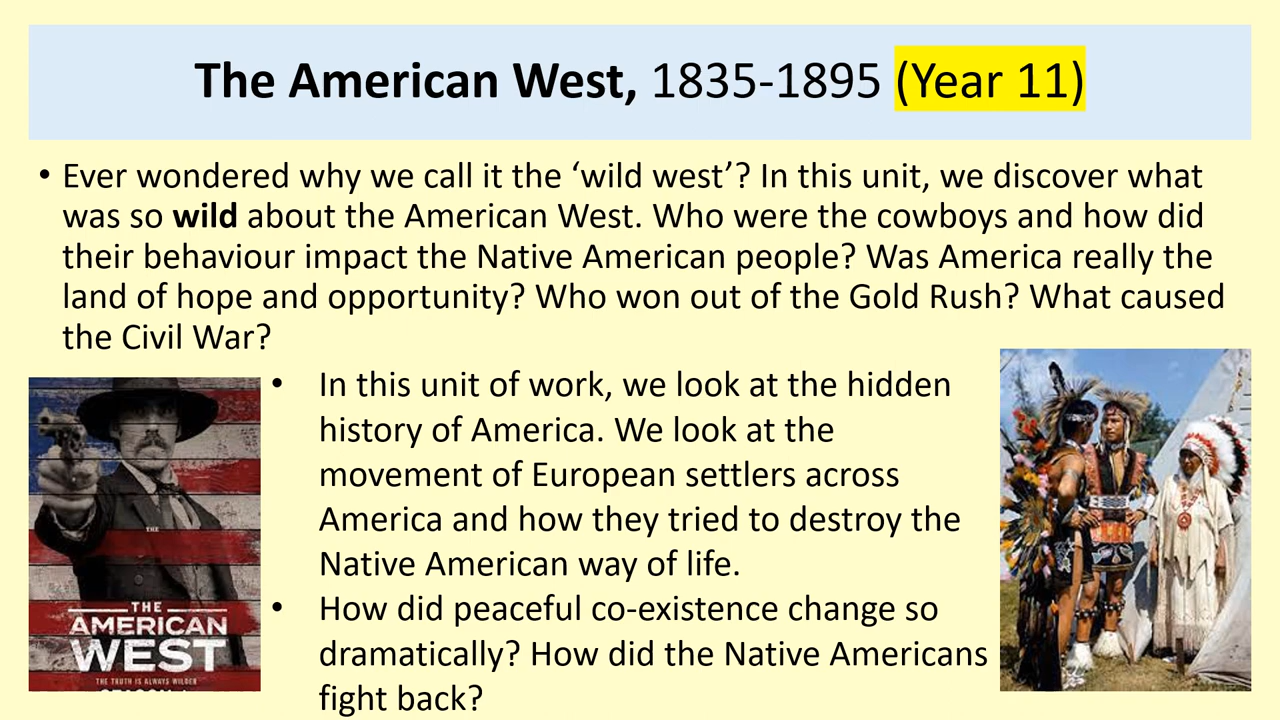 The American West, 1835-1895 (Year 11)
• Ever wondered why we call it the ‘wild west’? In this unit, we discover what
was so wild about the American West. Who were the cowboys and how did
their behaviour impact the Native American people? Was America really the
land of hope and opportunity? Who won out of the Gold Rush? What caused
the Civil War?
• In this unit of work, we look at the hidden
history of America. We look at the
movement of European settlers across
America and how they tried to destroy the
Native American way of life.
• How did peaceful co-existence change so
dramatically? How did the Native Americans
fight back?
THE
THE
AMERICAN
WEST
THE TRUTH IS ALWAYS WILDER